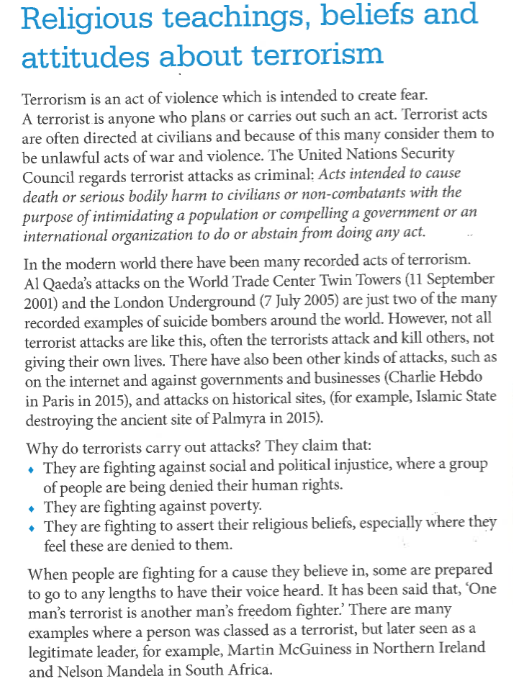 Religious teachings, beliefs and
attitudes about terrorism
Terrorism is an act of violence which is intended to create fear.
A terrorist is anyone who plans or carries out such an act. Terrorist acts
are often directed at civilians and because of this many consider them to
be unlawful acts of war and violence. The United Nations Security
Council regards terrorist attacks as criminal: Acts intended to cause
death or serious bodily harm to civilians or non-combatants with the
purpose of intimidating a population or compelling a government or an
international organization to do or abstain from doing any act.
In the modern world there have been many recorded acts of terrorism.
Al Qaeda's attacks on the World Trade Center Twin Towers (11 September
2001) and the London Underground (7 July 2005) are just two of the many
recorded examples of suicide bombers around the world. However, not all
terrorist attacks are like this, often the terrorists attack and kill others, not
giving their own lives. There have also been other kinds of attacks, such as
on the internet and against governments and businesses (Charlie Hebdo
in Paris in 2015), and attacks on historical sites, (for example, Islamic State
destroying the ancient site of Palmyra in 2015).
Why do terrorists carry out attacks? They claim that:
♦ They are fighting against social and political injustice, where a group
of people are being denied their human rights.
♦ They are fighting against poverty.
♦ They are fighting to assert their religious beliefs, especially where they
feel these are denied to them.
When people are fighting for a cause they believe in, some are prepared
to go to any lengths to have their voice heard. It has been said that, 'One
man's terrorist is another man's freedom fighter.' There are many
examples where a person was classed as a terrorist, but later seen as a
legitimate leader, for example, Martin McGuiness in Northern Ireland
and Nelson Mandela in South Africa.